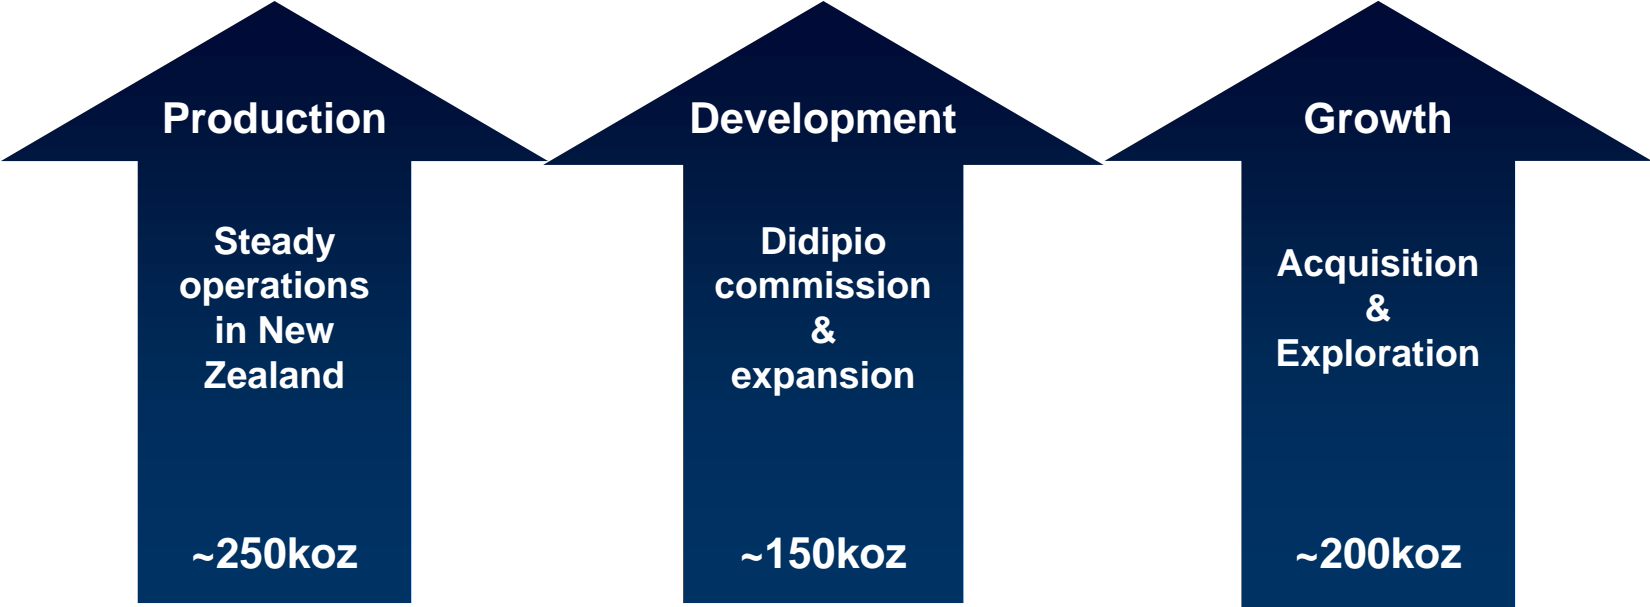 Production
Steady
operations
in New
Zealand
~250koz
Development
Didipio
commission
&
expansion
~150koz
Growth
Acquisition
&
Exploration
~200koz